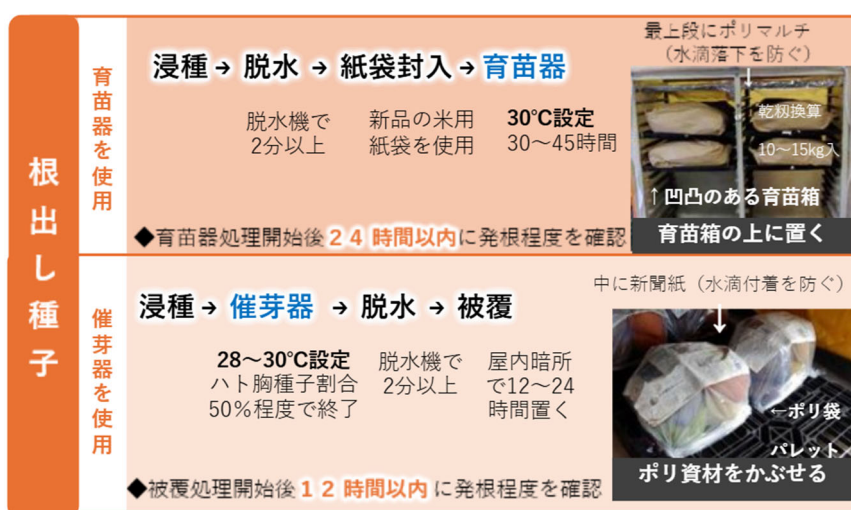 根出し種子
育苗器を使用
浸種→ 脱水 → 紙袋封入→育苗器
脱水機で
2分以上
新品の米用
紙袋を使用
30℃設定
30～45時間
◆育苗器処理開始後24時間以内に発根程度を確認
最上段にポリマルチ
（水滴落下を防ぐ）
↓
乾籾換算
10～15kg入
↑凹凸のある育苗箱
育苗箱の上に置く
催芽器を使用
浸種→ 催芽器 → 脱水 → 被覆
28～30℃設定
ハト胸種子割合
50%程度で終了
脱水機で
2分以上
屋内暗所
で12～24
時間置く
◆被覆処理開始後12時間以内に発根程度を確認
中に新聞紙（水滴付着を防ぐ）
↓
←ポリ袋
パレット
ポリ資材をかぶせる